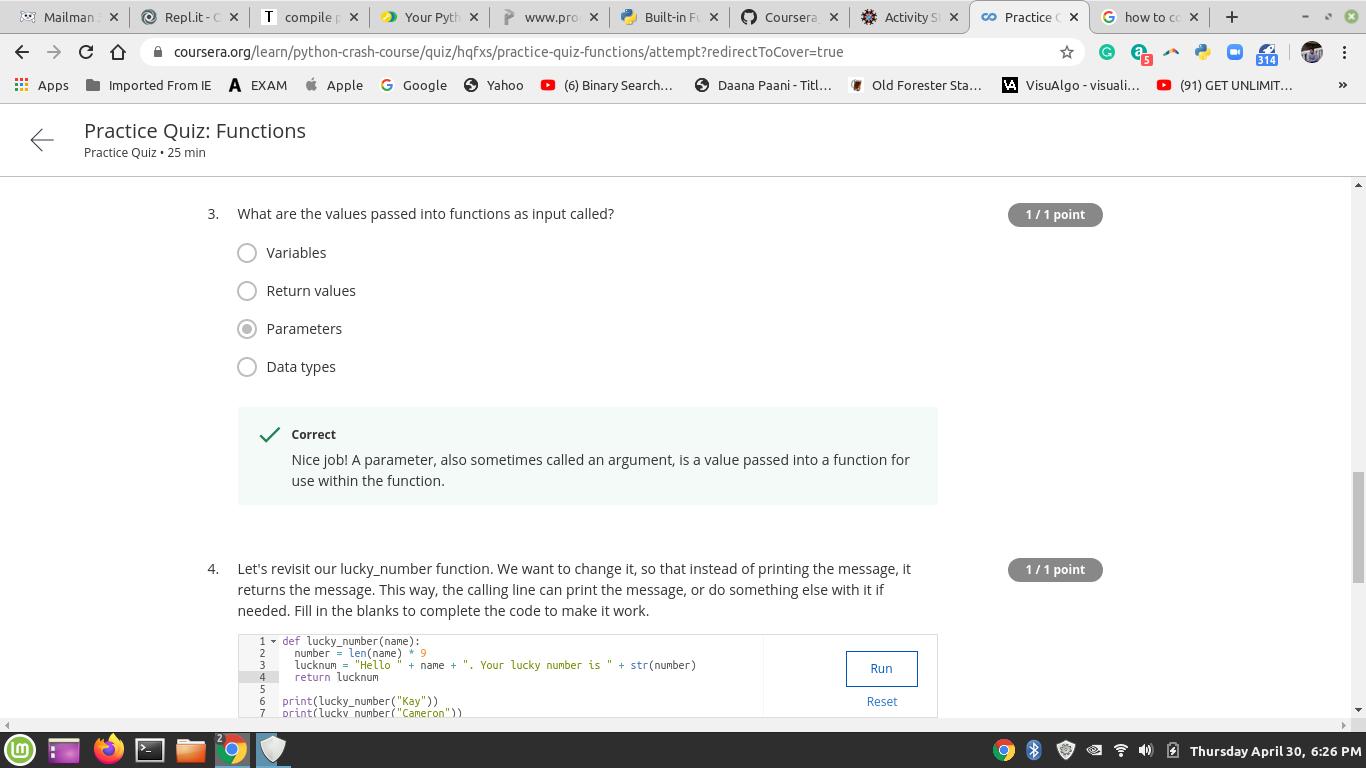 Mailman
Repl.it - C
compile p
Your Pyth
www.pro
Built-in Fu
Coursera
Activity S
Practice Q
how to co
coursera.org/learn/python-crash-course/quiz/hqfxs/practice-quiz-functions/attempt?redirectToCover=true
5
314
Apps
Imported From IE
EXAM
Apple
Google
Yahoo
(6) Binary Search...
Daana Paani - Titl...
Old Forester Sta...
VisuAlgo - visuali...
(91) GET UNLIMIT...
»
Practice Quiz: Functions
Practice Quiz • 25 min
3. What are the values passed into functions as input called?
1 / 1 point
Variables
Return values
Parameters
Data types
Correct
Nice job! A parameter, also sometimes called an argument, is a value passed into a function for
use within the function.
4. Let's revisit our lucky_number function. We want to change it, so that instead of printing the message, it
1 / 1 point
returns the message. This way, the calling line can print the message, or do something else with it if
needed. Fill in the blanks to complete the code to make it work.
1 def lucky_number(name):
2 number = len(name) * 9
3 lucknum = "Hello " + name + ". Your lucky number is " + str(number)
4 return lucknum
5
6 print(lucky_number("Kay"))
7 print(lucky_number("Cameron"))
Run
Reset
2
Thursday April 30, 6:26 PM